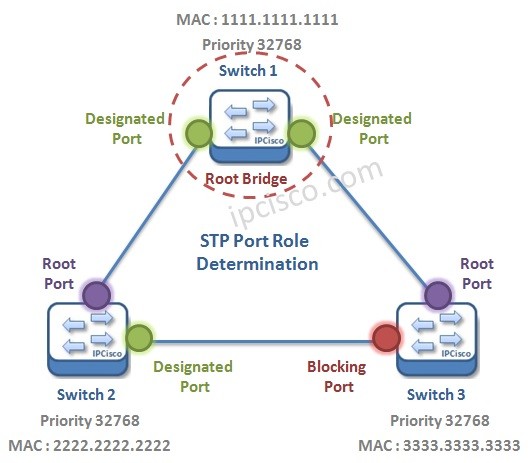 MAC : 1111.1111.1111
Priority 32768
Switch 1
Designated
Port
Designated
Port
IPCisco
Root Bridge
ipcisco.com
STP Port Role
Determination
Root
Port
Root
Port
IPCisco
IPCisco
Designated
Port
Blocking
Port
Switch 2
Switch 3
Priority 32768
Priority 32768
MAC : 2222.2222.2222
MAC : 3333.3333.3333